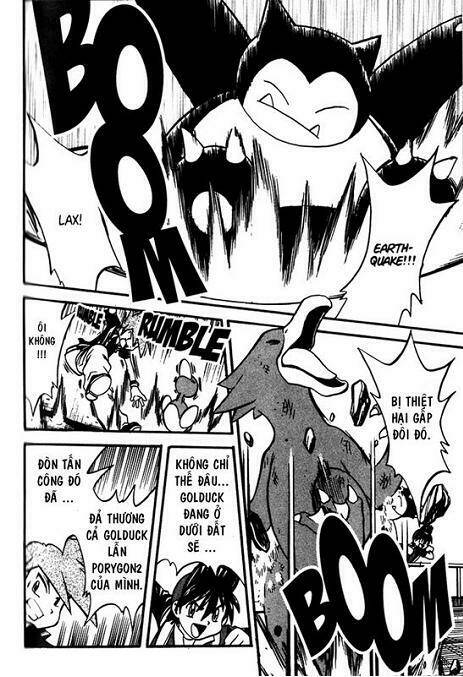 BOOM
LAX!
EARTH-
QUAKE!!!
ÔI
KHÔNG
!!!
RUMBLE
RUMBLE
ĐÒN TẤN
CÔNG ĐÓ
ĐÃ ...
ĐẢ THƯƠNG
CẢ GOLDUCK
LẪN
PORYGON2
CỦA MÌNH.
KHÔNG CHỈ
THẾ ĐÂU...
GOLDUCK
ĐANG Ở
DƯỚI ĐẤT
SẼ ...
BỊ THIỆT
HẠI GẤP
ĐÔI ĐÓ.
BOOM